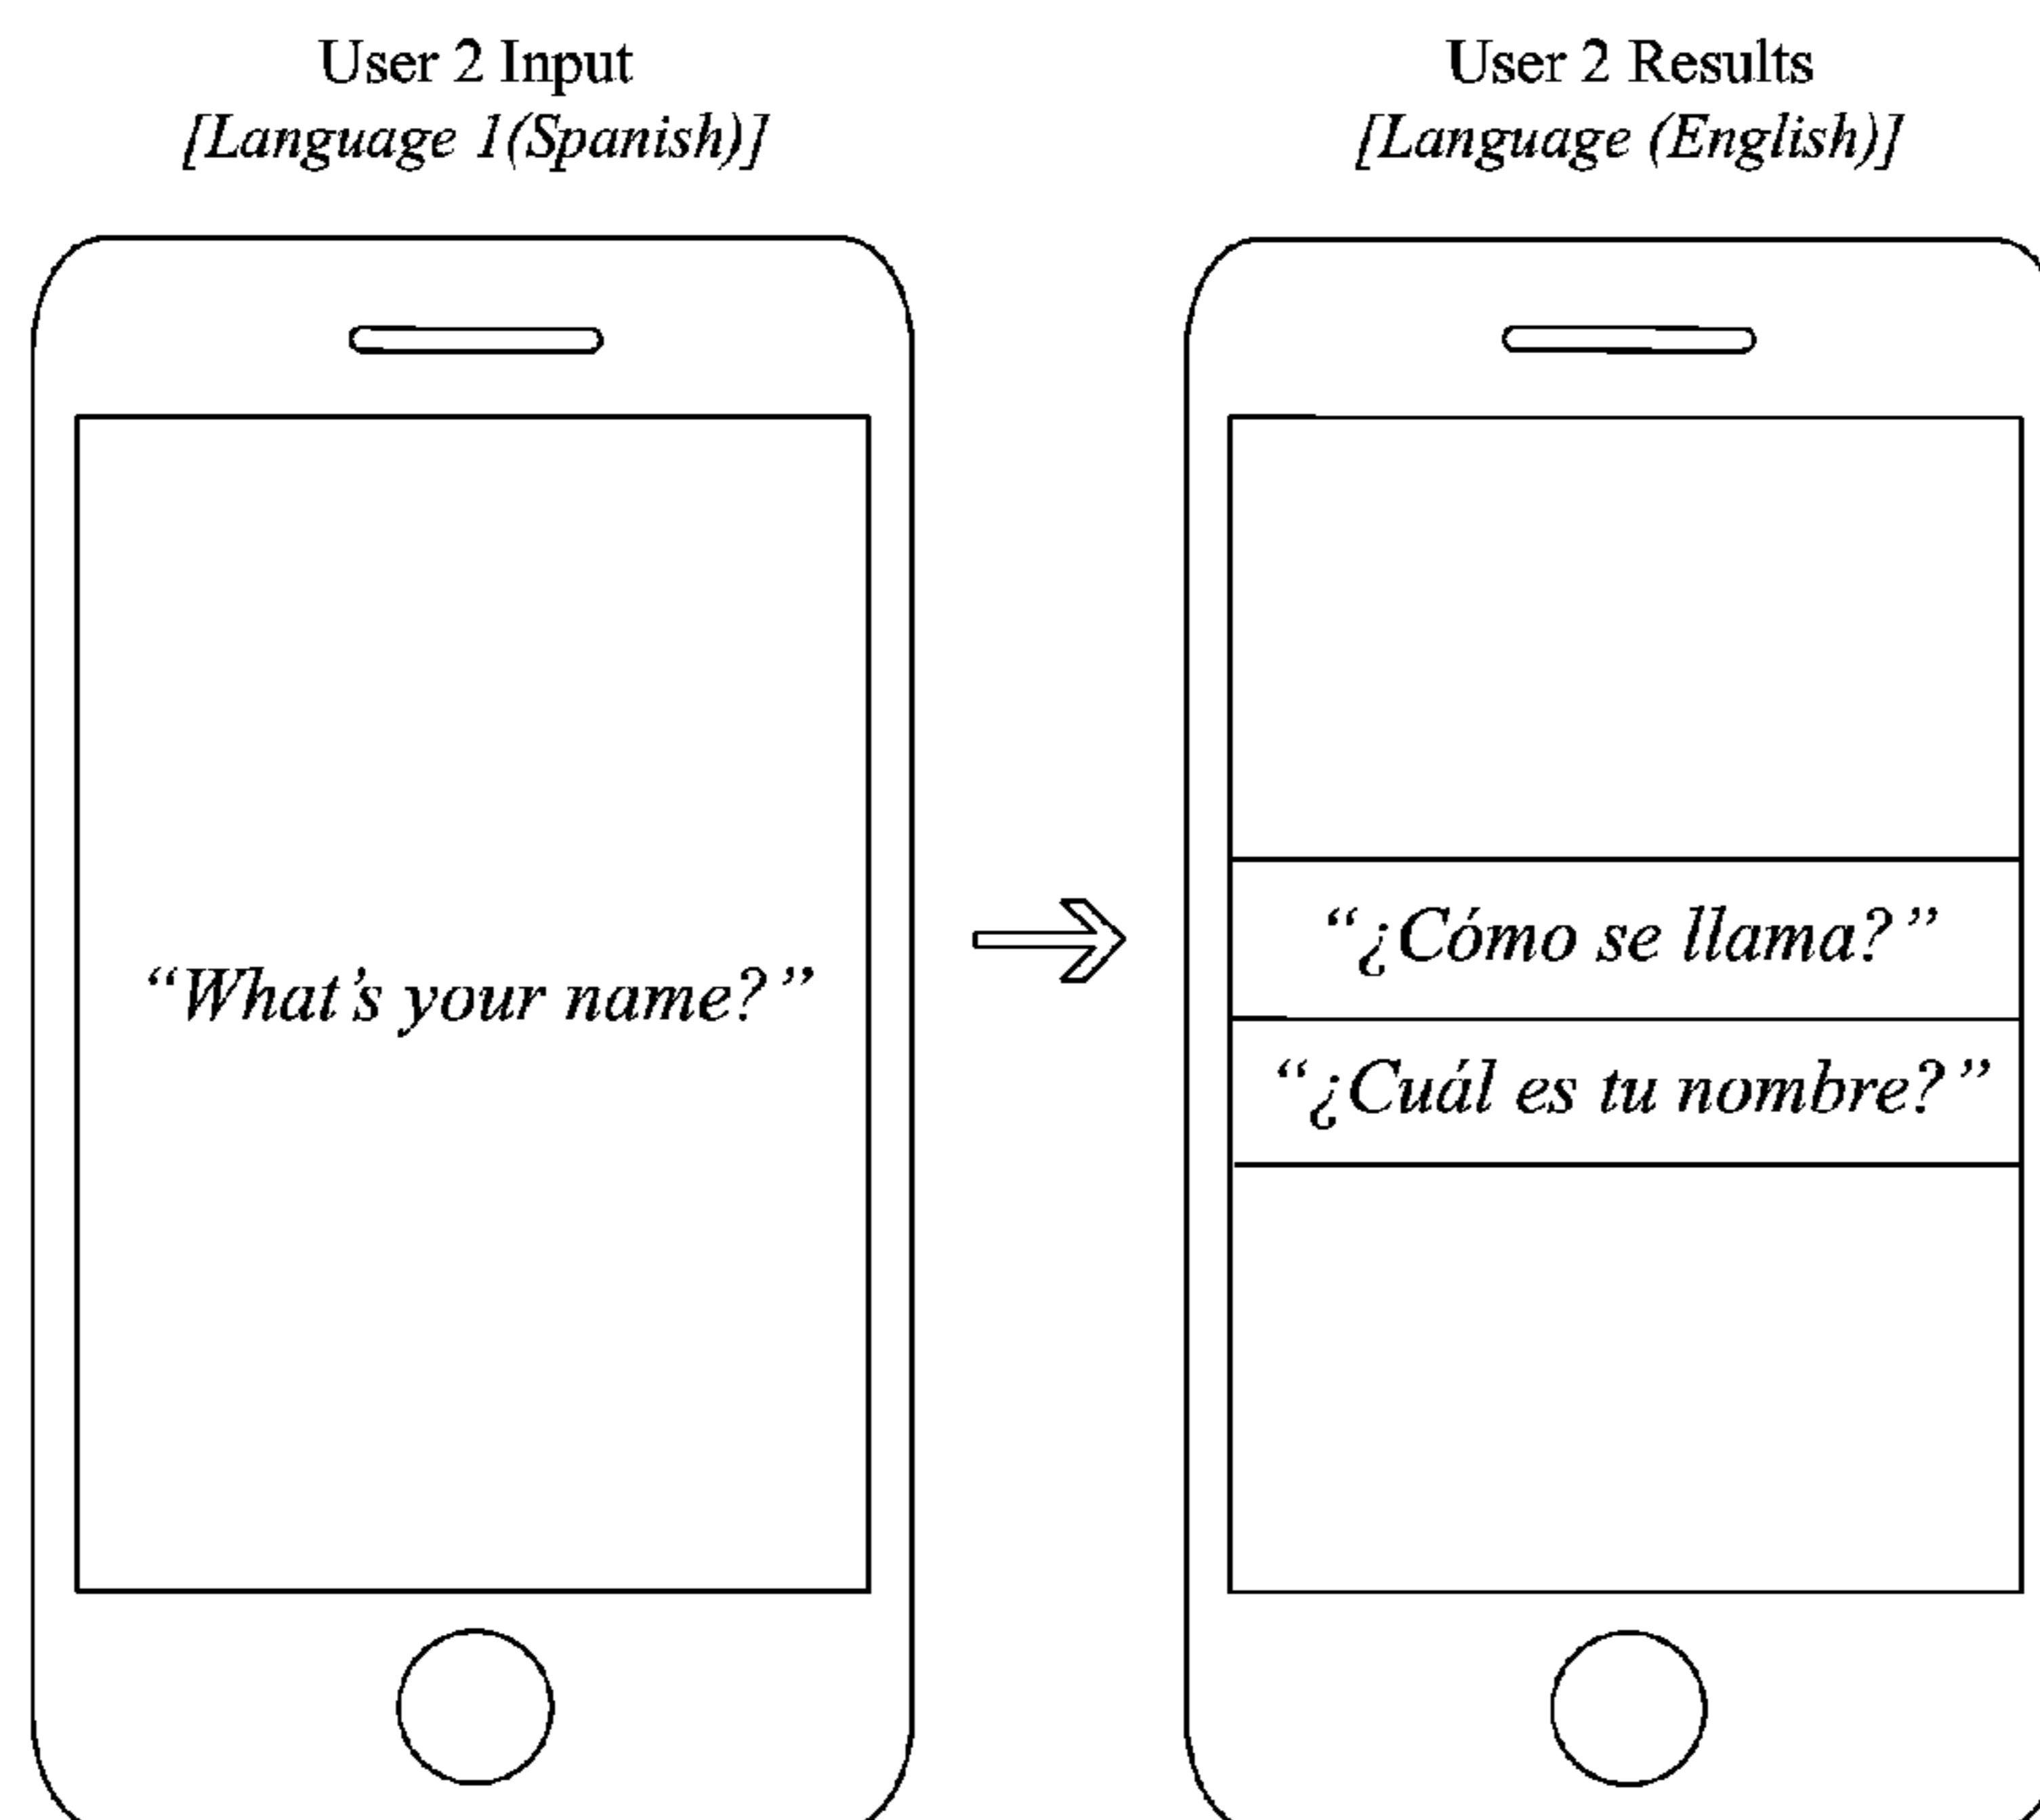 User 2 Input
[Language 1(Spanish)]
“What's your name?”
User 2 Results
[Language (English)]
“¿Cómo se llama?”
“¿Cuál es tu nombre?”